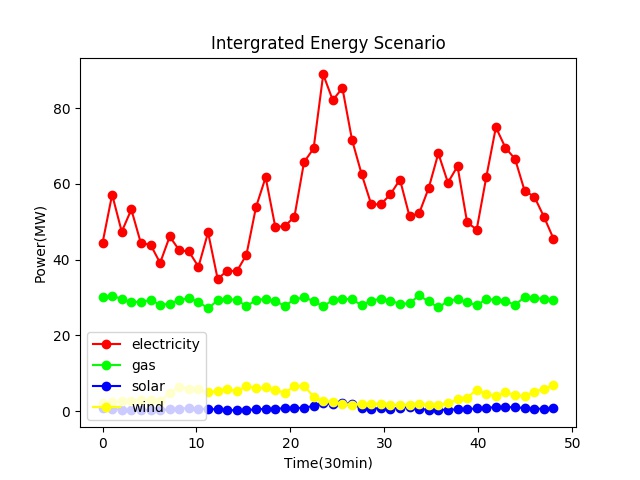 Intergrated Energy Scenario
Power(MW)
80
60
40
20
0
electricity
gas
solar
wind
0 10 20 30 40 50
Time(30min)